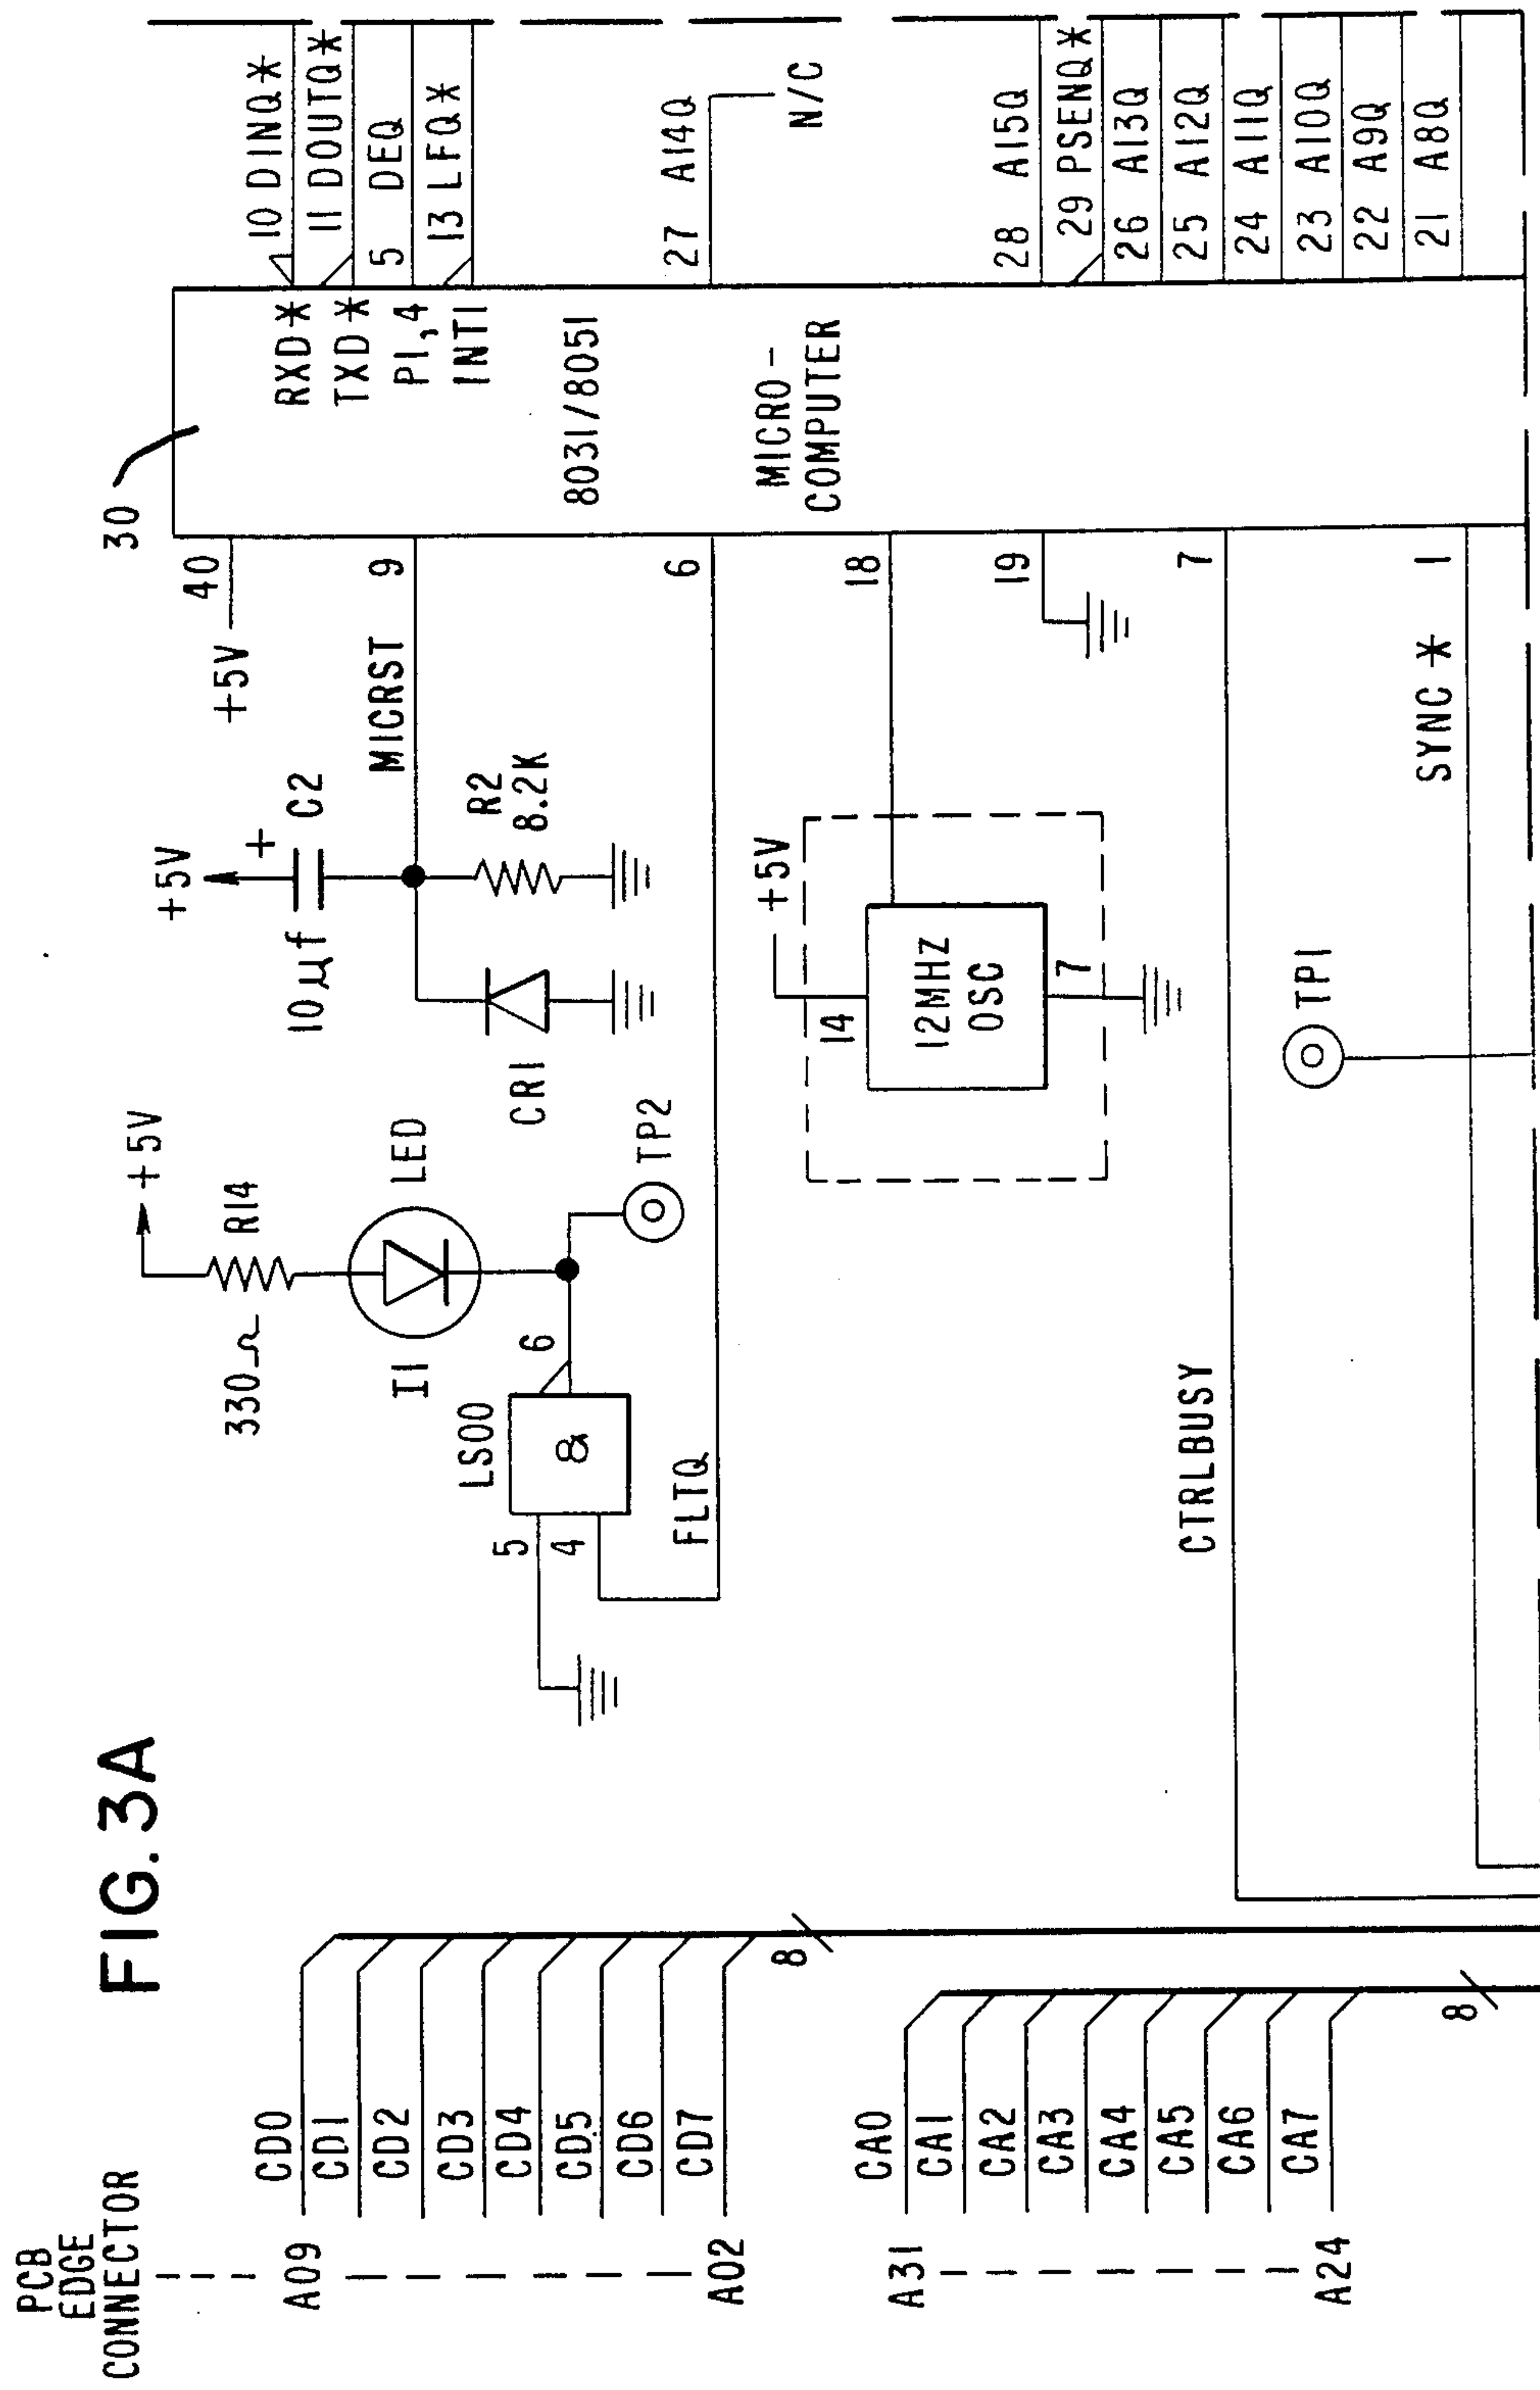 FIG. 3A
PCB
EDGE
CONNECTOR
A09
A02
CD0
CD1
CD2
CD3
CD4
CD5
CD6
CD7
8
A31
A24
CA0
CA1
CA2
CA3
CA4
CA5
CA6
CA7
8
+5V
R14
330Ω
I1
LED
LS00
&
5
4
6
TP2
FLTQ
+5V
+
10µf
C2
CR1
R2
8.2K
MICRST
+5V
40
9
6
18
19
7
1
+5V
14
12MHZ
OSC
7
CTRLBUSY
TP1
SYNC *
30
RXD*
TXD*
P1,4
INT1
8031/8051
MICRO-
COMPUTER
10 DINQ*
11 DOUTQ*
5 DEQ
13 LFQ*
27 A14Q
N/C
28 A15Q
29 PSENQ*
26 A13Q
25 A12Q
24 A11Q
23 A10Q
22 A9Q
21 A8Q